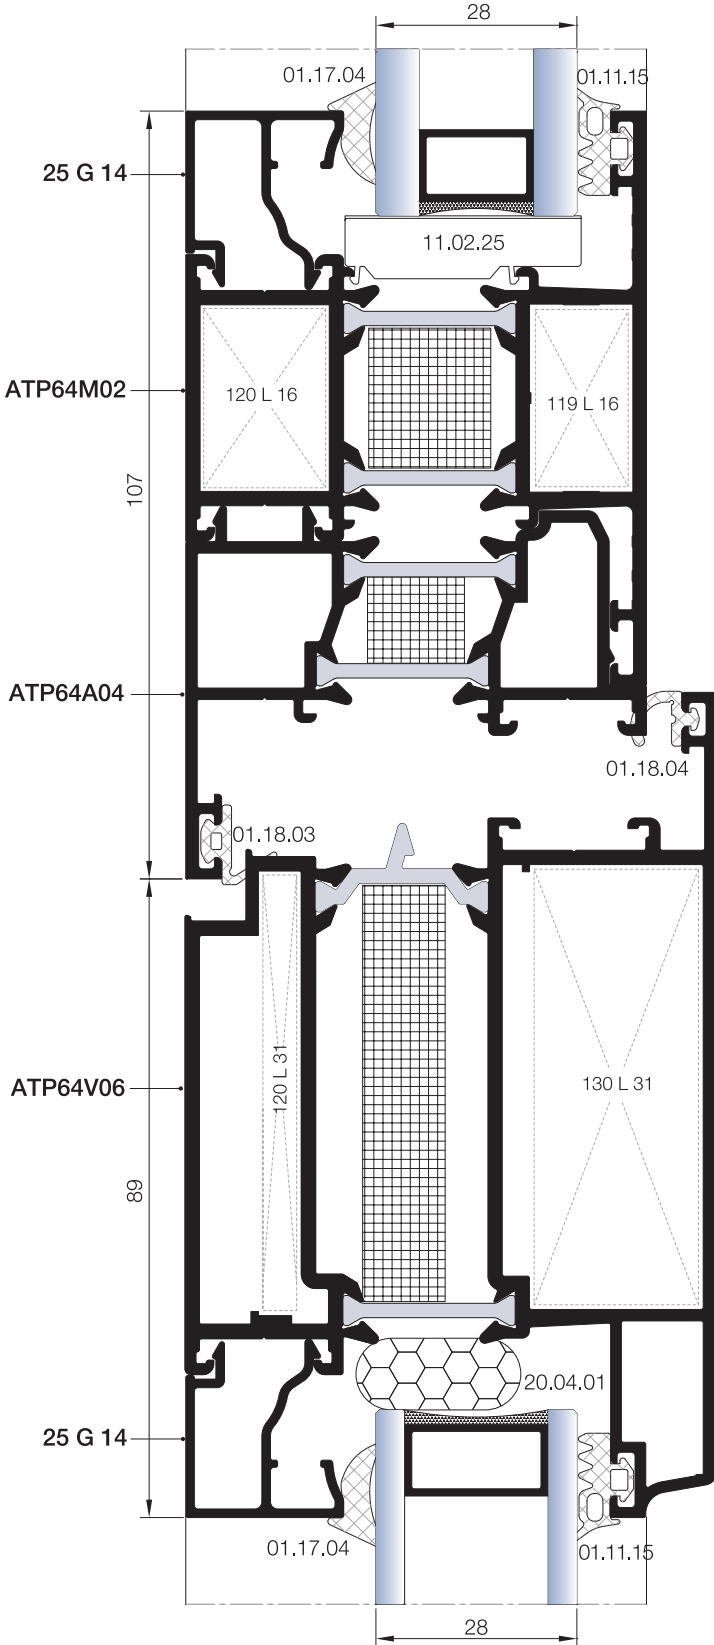 28
01.17.04
01.11.15
25 G 14
11.02.25
ATP64M02
120 L 16
119 L 16
107
ATP64A04
01.18.04
01.18.03
ATP64V06
120 L 31
130 L 31
89
20.04.01
25 G 14
01.17.04
01.11.15
28